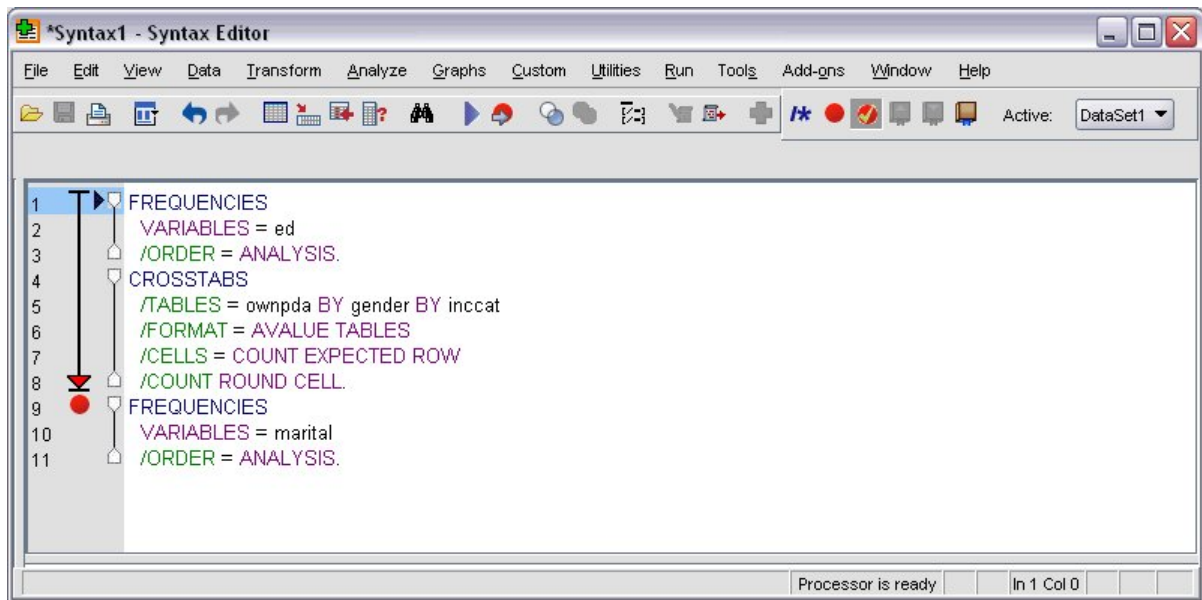 *Syntax1 - Syntax Editor
File Edit View Data Transform Analyze Graphs Custom Utilities Run Tools Add-ons Window Help
Active: DataSet1
1 FREQUENCIES
2 VARIABLES = ed
3 /ORDER = ANALYSIS.
4 CROSSTABS
5 /TABLES = ownpda BY gender BY inccat
6 /FORMAT = AVALUE TABLES
7 /CELLS = COUNT EXPECTED ROW
8 /COUNT ROUND CELL.
9 FREQUENCIES
10 VARIABLES = marital
11 /ORDER = ANALYSIS.
Processor is ready In 1 Col 0